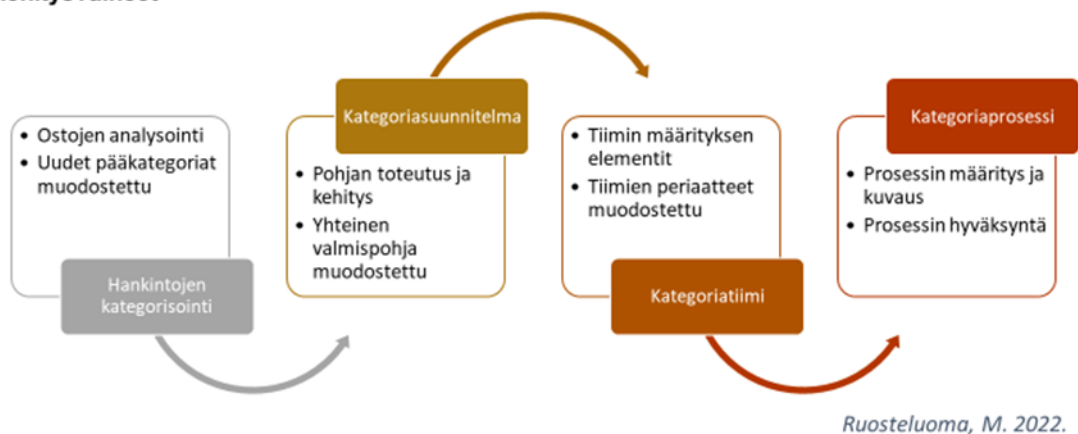 Ostojen analysointi
Uudet pääkategoriat
muodostettu
Hankintojen
kategorisointi
Kategoriasuunnitelma
Pohjan toteutus ja
kehitys
Yhteinen
valmispohja
muodostettu
Tiimin määrityksen
elementit
Tiimien periaatteet
muodostettu
Kategoriatiimi
Kategoriaprosessi
Prosessin määritys ja
kuvaus
Prosessin hyväksyntä
Ruosteluoma, M. 2022.